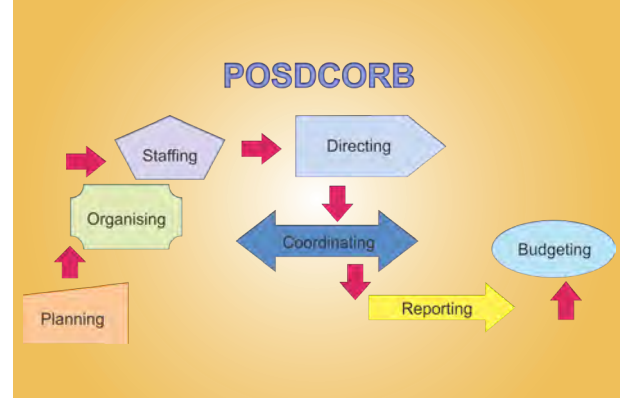 POSDCORB
Planning
Organising
Staffing
Directing
Coordinating
Reporting
Budgeting